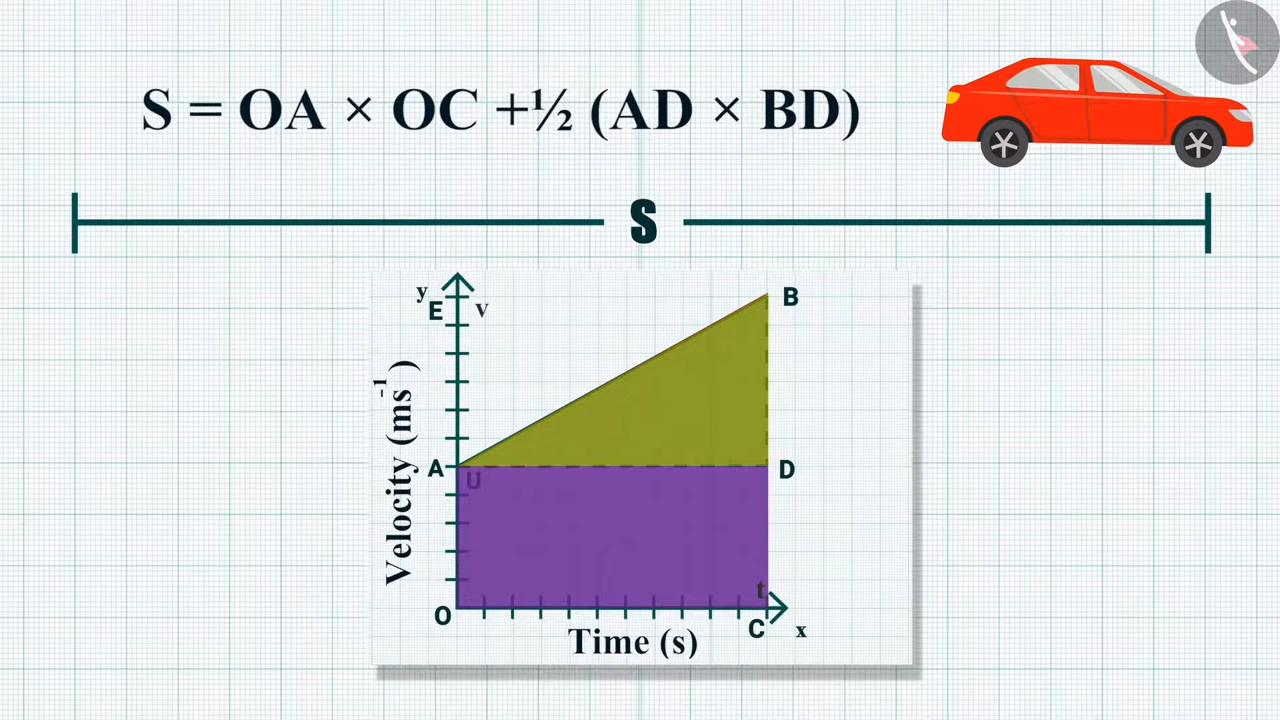 S = OA × OC +½ (AD × BD)
S
y
E
v
B
Velocity (ms⁻¹)
A
U
D
t
O
C
x
Time (s)